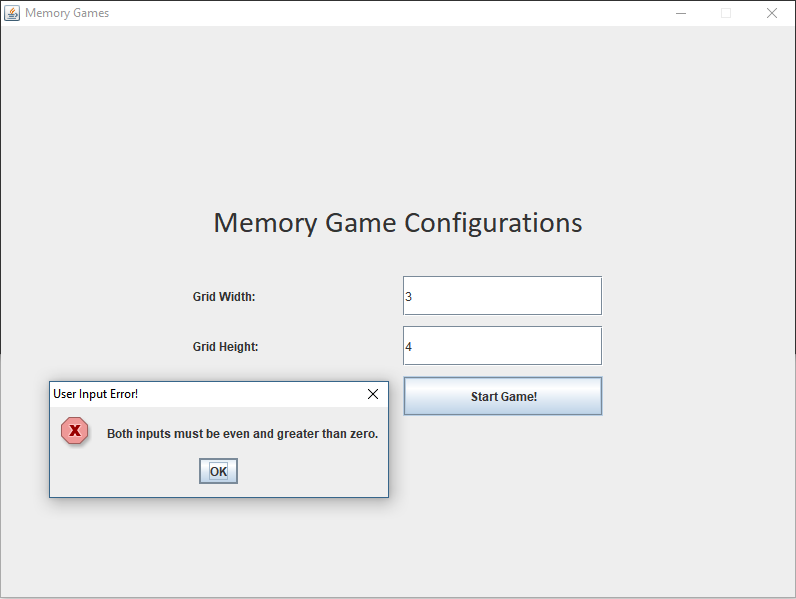 Memory Games
Memory Game Configurations
Grid Width:
3
Grid Height:
4
Start Game!
User Input Error!
Both inputs must be even and greater than zero.
OK